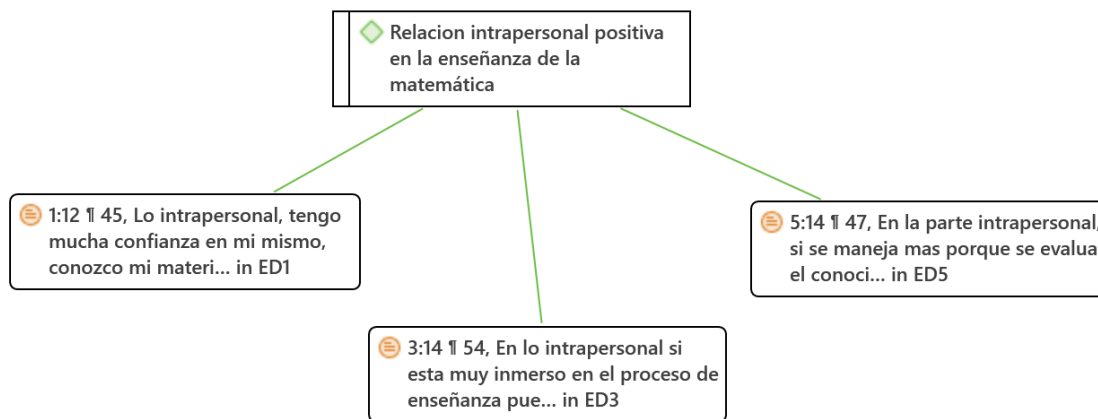 Relacion intrapersonal positiva
en la enseñanza de la
matemática
1:12 ¶ 45, Lo intrapersonal, tengo
mucha confianza en mi mismo,
conozco mi materi... in ED1
5:14 ¶ 47, En la parte intrapersonal,
si se maneja mas porque se evalua
el conoci... in ED5
3:14 ¶ 54, En lo intrapersonal si
esta muy inmerso en el proceso de
enseñanza pue... in ED3